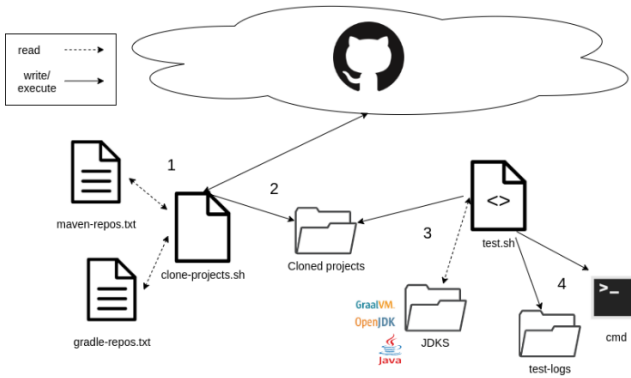 read
write/
execute
1
2
maven-repos.txt
clone-projects.sh
gradle-repos.txt
Cloned projects
<>
test.sh
3
4
GraalVM.
OpenJDK
Java
JDKS
>_
cmd
test-logs